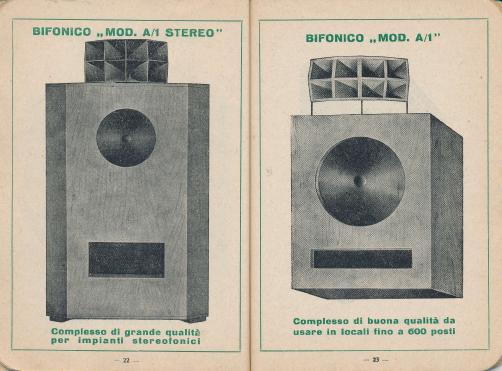 BIFONICO „MOD. A/1 STEREO"
Complesso di grande qualità
per impianti stereofonici
— 22 —
BIFONICO „MOD. A/1"
Complesso di buona qualità da
usare in locali fino a 600 posti
— 23 —